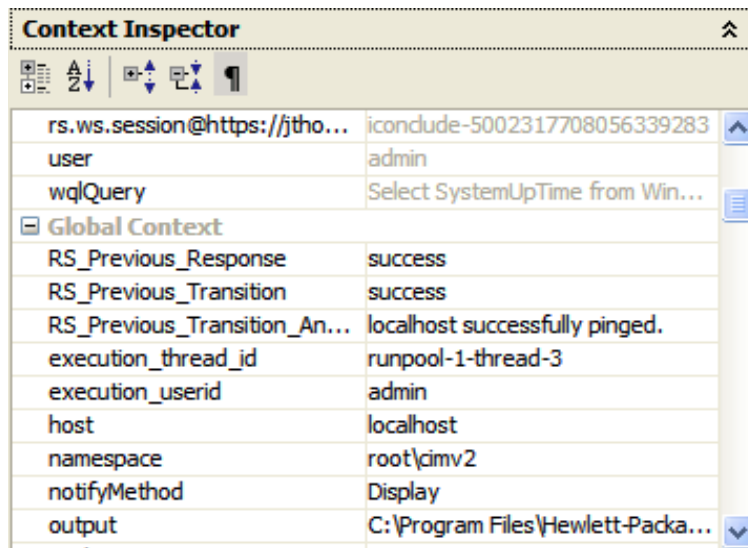 Context Inspector
rs.ws.session@https://jtho... iconclude-5002317708056339283
user admin
wqlQuery Select SystemUpTime from Win...
Global Context
RS_Previous_Response success
RS_Previous_Transition success
RS_Previous_Transition_An... localhost successfully pinged.
execution_thread_id runpool-1-thread-3
execution_userid admin
host localhost
namespace root\cimv2
notifyMethod Display
output C:\Program Files\Hewlett-Packa...